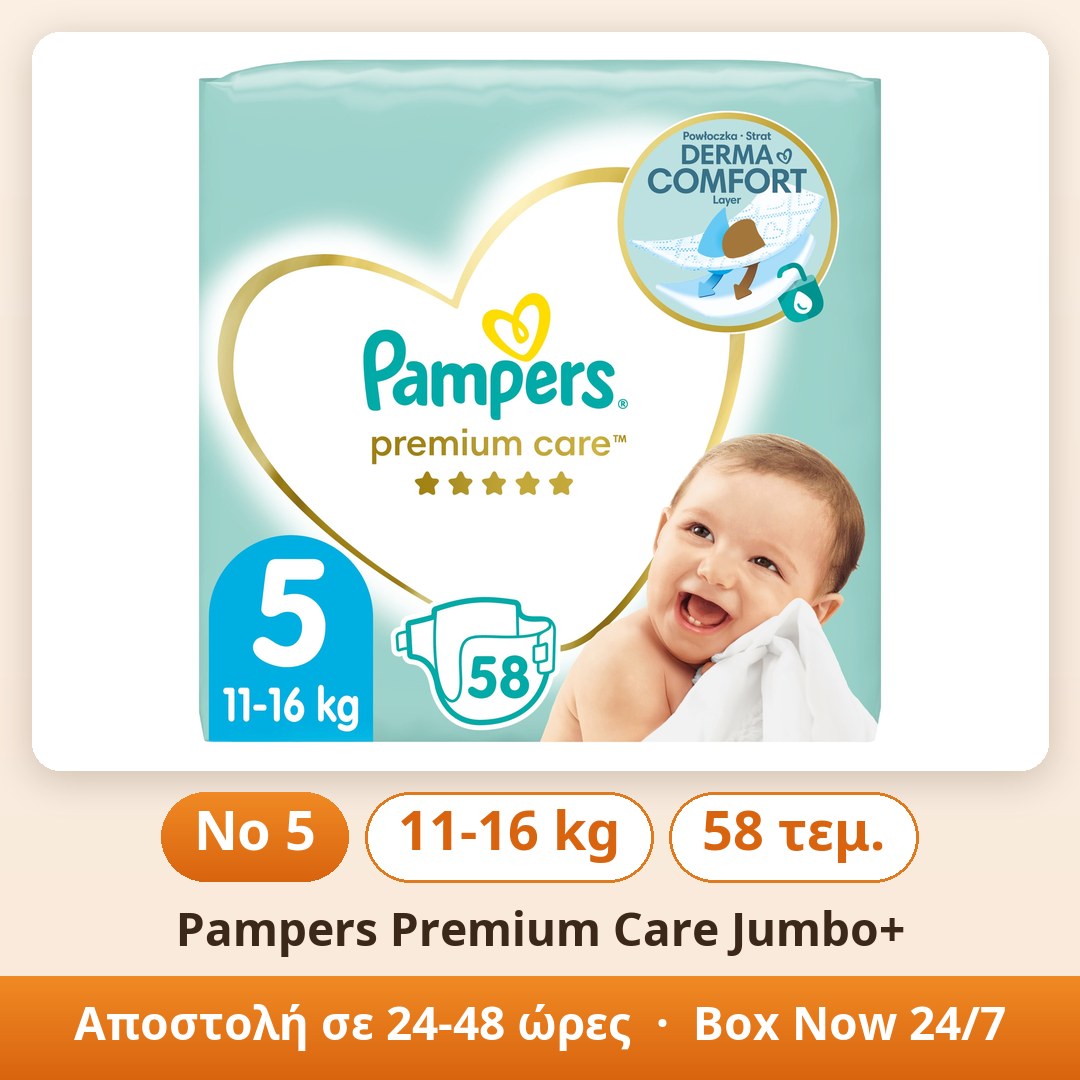 Powłoczka · Strat
DERMA
COMFORT
Layer
Pampers®
premium care™
5
11-16 kg
58
No 5
11-16 kg
58 τεμ.
Pampers Premium Care Jumbo+
Αποστολή σε 24-48 ώρες · Box Now 24/7